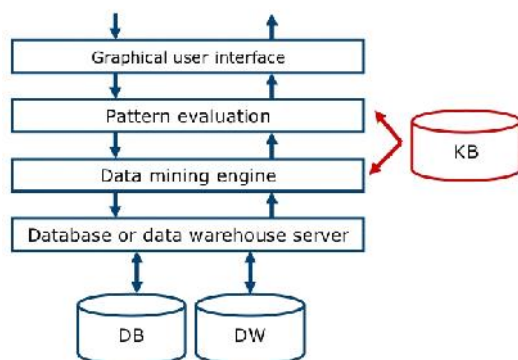 Graphical user interface
Pattern evaluation
KB
Data mining engine
Database or data warehouse server
DB
DW